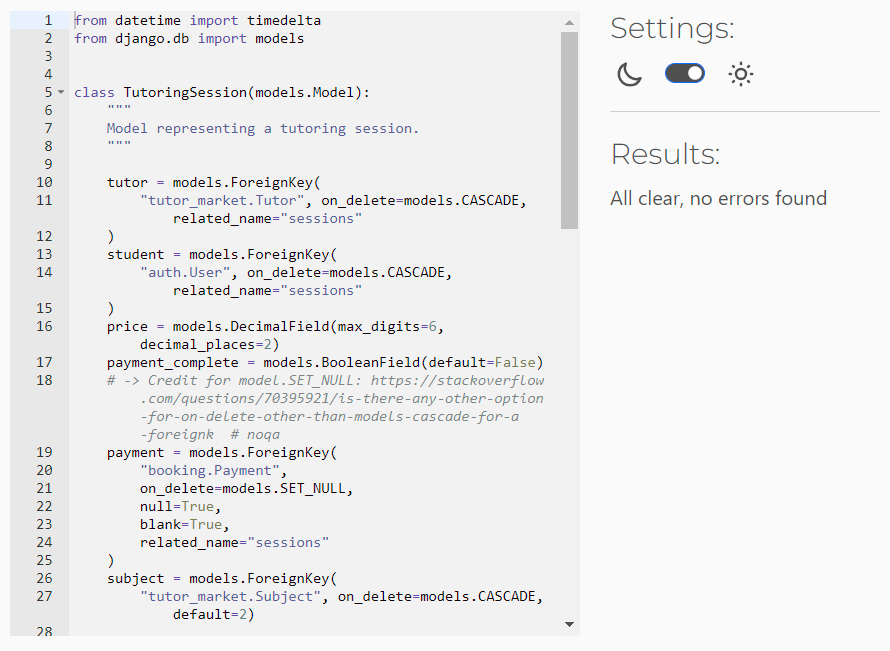 1 from datetime import timedelta
2 from django.db import models
3
4
5 class TutoringSession(models.Model):
6 """
7 Model representing a tutoring session.
8 """
9
10 tutor = models.ForeignKey(
11 "tutor_market.Tutor", on_delete=models.CASCADE,
related_name="sessions"
12 )
13 student = models.ForeignKey(
14 "auth.User", on_delete=models.CASCADE,
related_name="sessions"
15 )
16 price = models.DecimalField(max_digits=6,
decimal_places=2)
17 payment_complete = models.BooleanField(default=False)
18 # -> Credit for model.SET_NULL: https://stackoverflow
.com/questions/70395921/is-there-any-other-option
-for-on-delete-other-than-models-cascade-for-a
-foreignk  # noqa
19 payment = models.ForeignKey(
20 "booking.Payment",
21 on_delete=models.SET_NULL,
22 null=True,
23 blank=True,
24 related_name="sessions"
25 )
26 subject = models.ForeignKey(
27 "tutor_market.Subject", on_delete=models.CASCADE,
default=2)
28
Settings:
Results:
All clear, no errors found